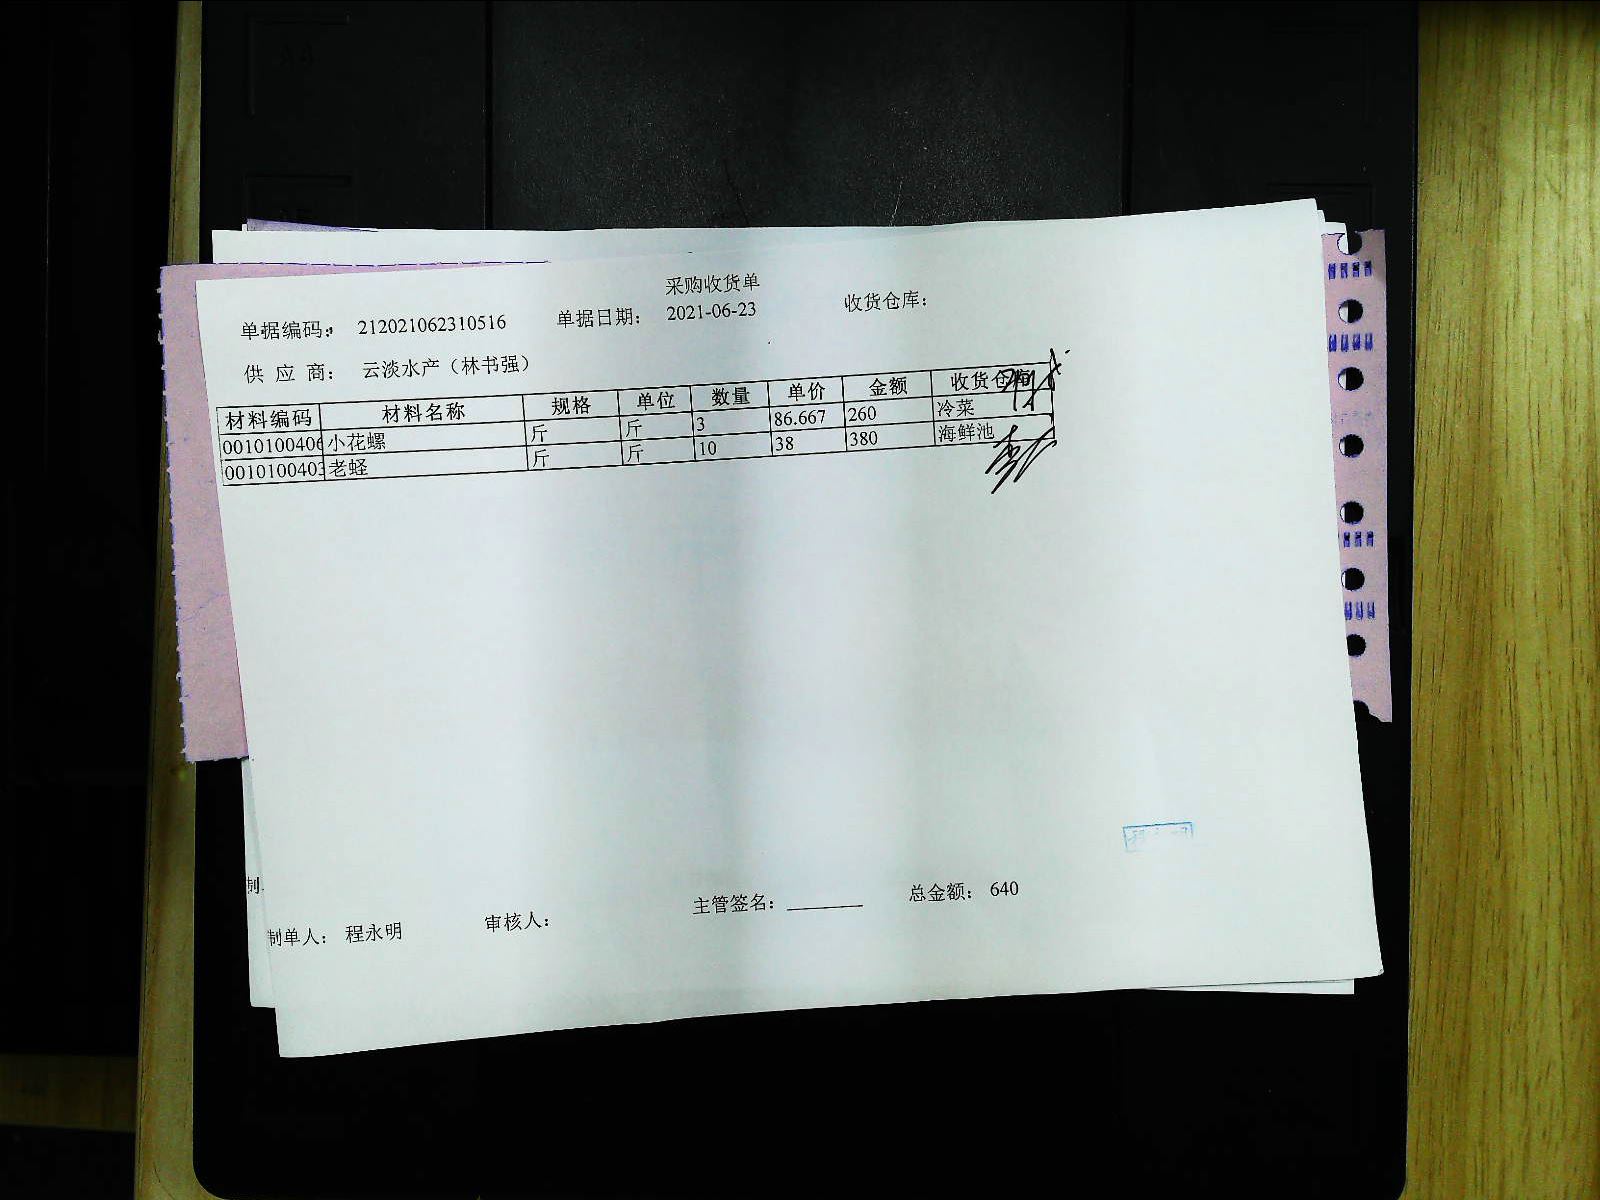 采购收货单
单据编码： 212021062310516 单据日期： 2021-06-23 收货仓库：
供 应 商： 云淡水产（林书强）
材料编码 材料名称 规格 单位 数量 单价 金额 收货仓库
0010100406 小花螺 斤 斤 3 86.667 260 冷菜
0010100403 老蛏 斤 斤 10 38 380 海鲜池
制
制单人： 程永明 审核人： 主管签名： 总金额： 640